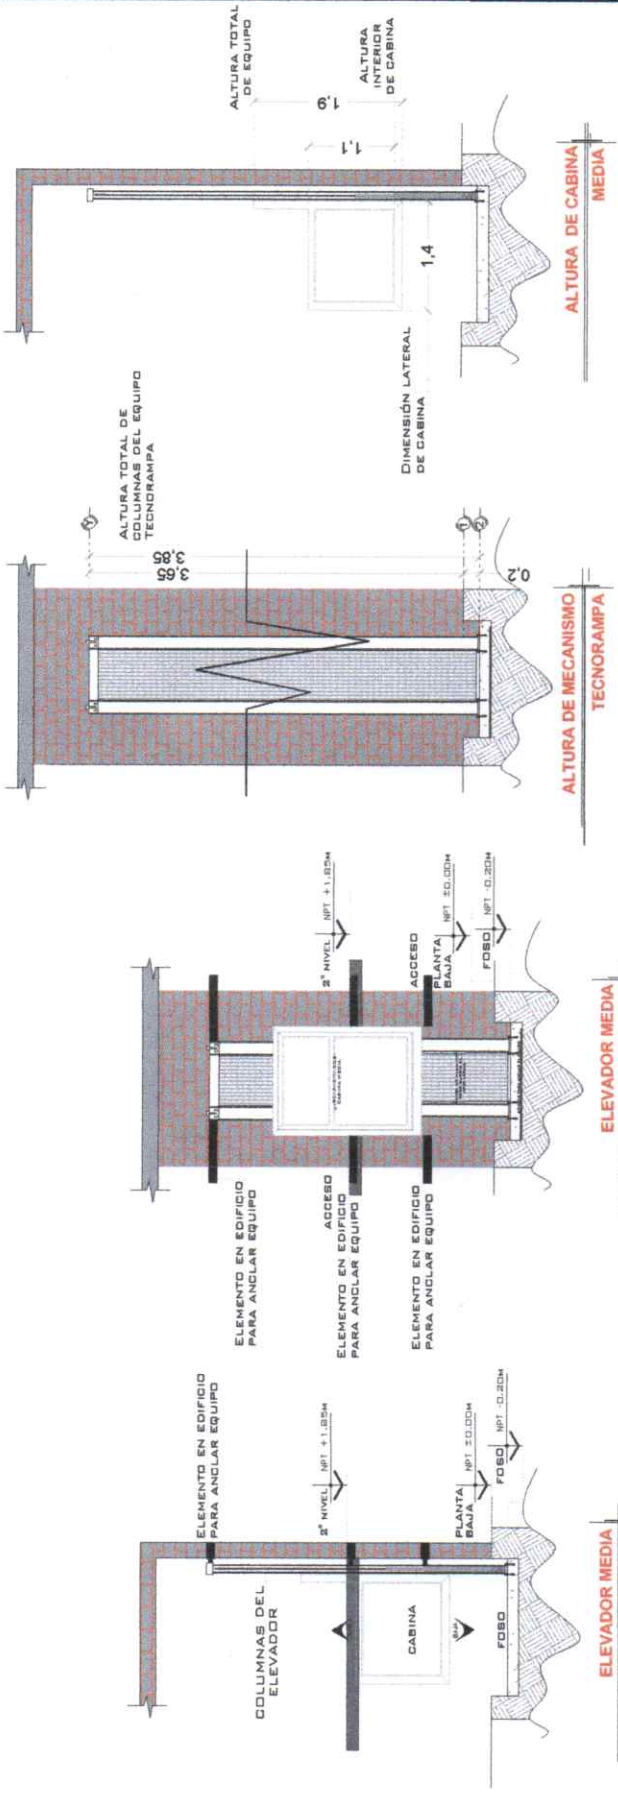 ELEMENTO EN EDIFICIO
PARA ANCLAR EQUIPO
COLUMNAS DEL
ELEVADOR
2° NIVEL NPT +1.85M
CABINA
BAJA
PLANTA
BAJA
NPT ±0.00M
FOSO
FOSO NPT -0.20M
ELEVADOR MEDIA
ELEMENTO EN EDIFICIO
PARA ANCLAR EQUIPO
ACCESO
ELEMENTO EN EDIFICIO
PARA ANCLAR EQUIPO
ELEMENTO EN EDIFICIO
PARA ANCLAR EQUIPO
CABINA MEDIA
2° NIVEL NPT +1.85M
ACCESO
PLANTA
BAJA
NPT ±0.00M
FOSO NPT -0.20M
ELEVADOR MEDIA
ALTURA TOTAL DE
COLUMNAS DEL EQUIPO
TECNORAMPA
3,65
3,85
0,2
1
2
ALTURA DE MECANISMO
TECNORAMPA
ALTURA TOTAL
DE EQUIPO
1,9
1,1
ALTURA
INTERIOR
DE CABINA
1,4
DIMENSIÓN LATERAL
DE CABINA
ALTURA DE CABINA
MEDIA